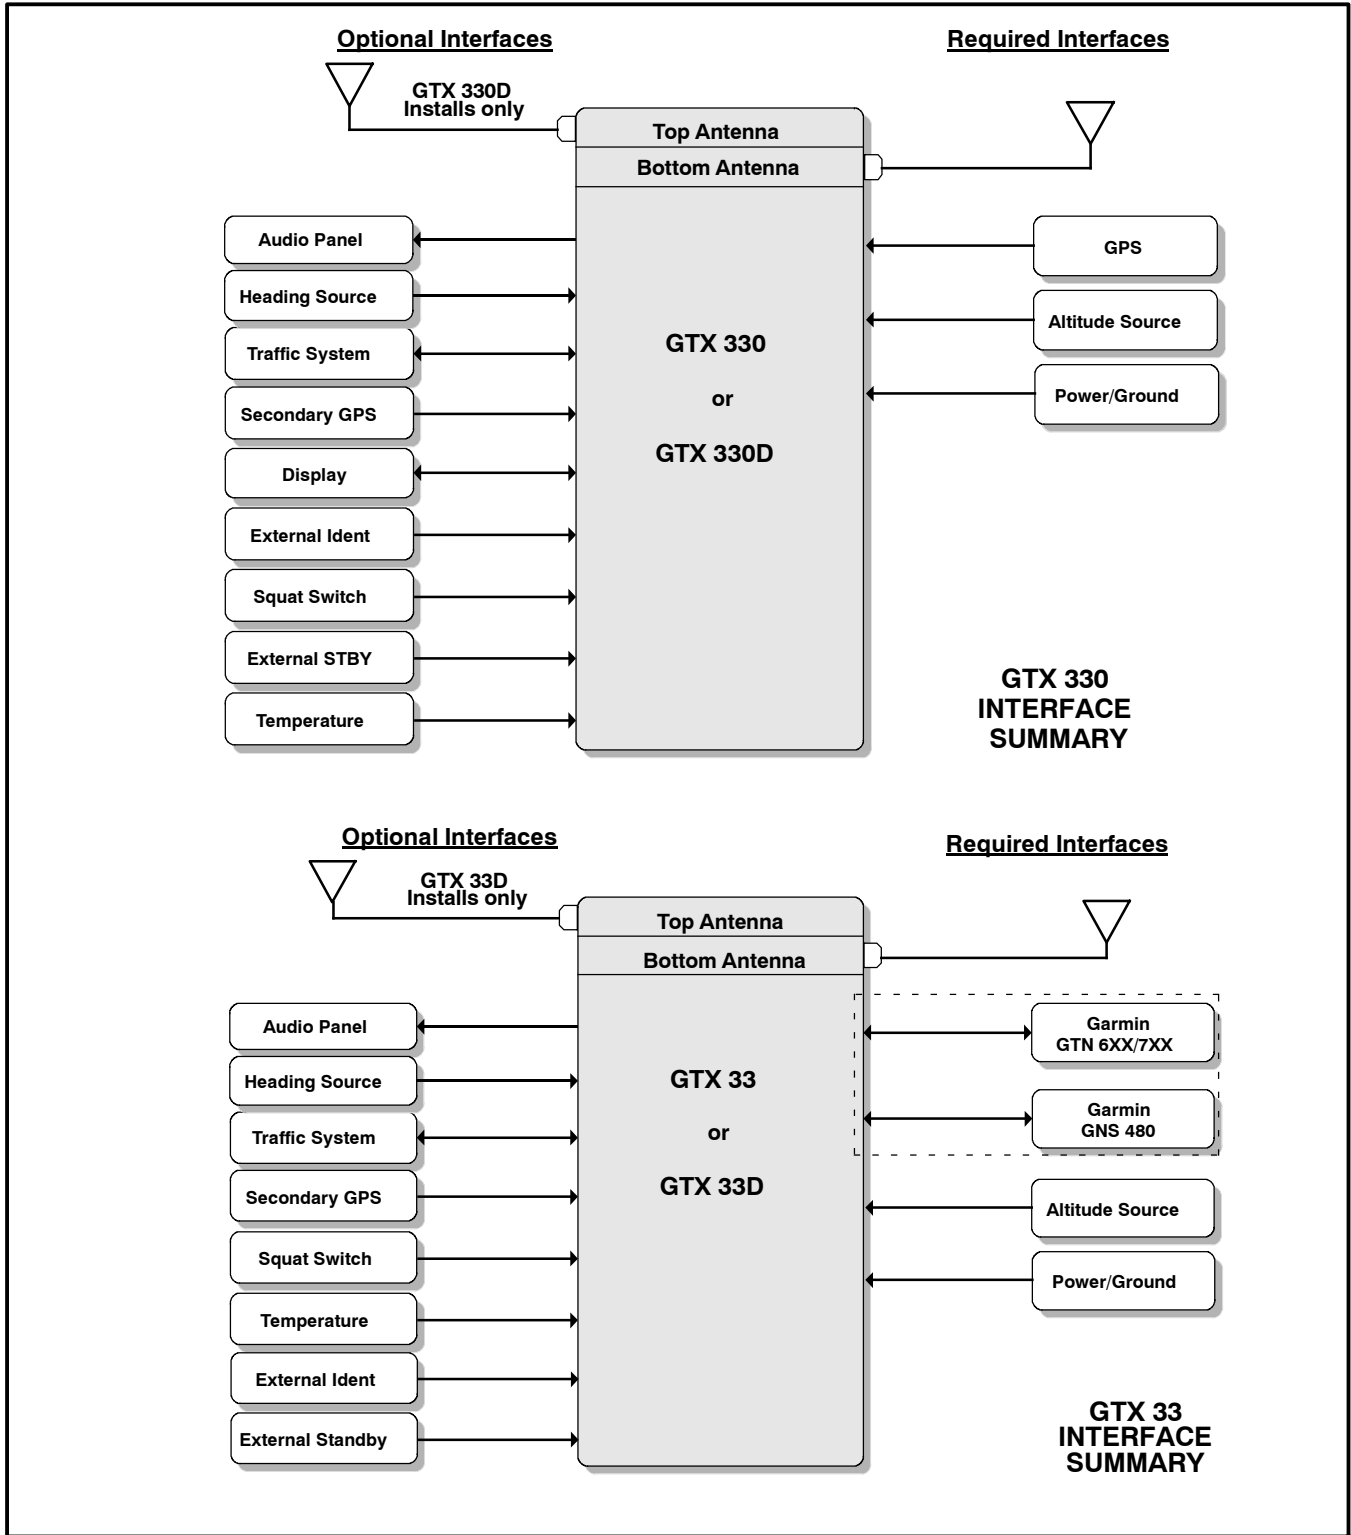 Optional Interfaces
Required Interfaces
GTX 330D
Installs only
Top Antenna
Bottom Antenna
Audio Panel
Heading Source
Traffic System
Secondary GPS
Display
External Ident
Squat Switch
External STBY
Temperature
GTX 330
or
GTX 330D
GPS
Altitude Source
Power/Ground
GTX 330
INTERFACE
SUMMARY
Optional Interfaces
Required Interfaces
GTX 33D
Installs only
Top Antenna
Bottom Antenna
Audio Panel
Heading Source
Traffic System
Secondary GPS
Squat Switch
Temperature
External Ident
External Standby
GTX 33
or
GTX 33D
Garmin
GTN 6XX/7XX
Garmin
GNS 480
Altitude Source
Power/Ground
GTX 33
INTERFACE
SUMMARY